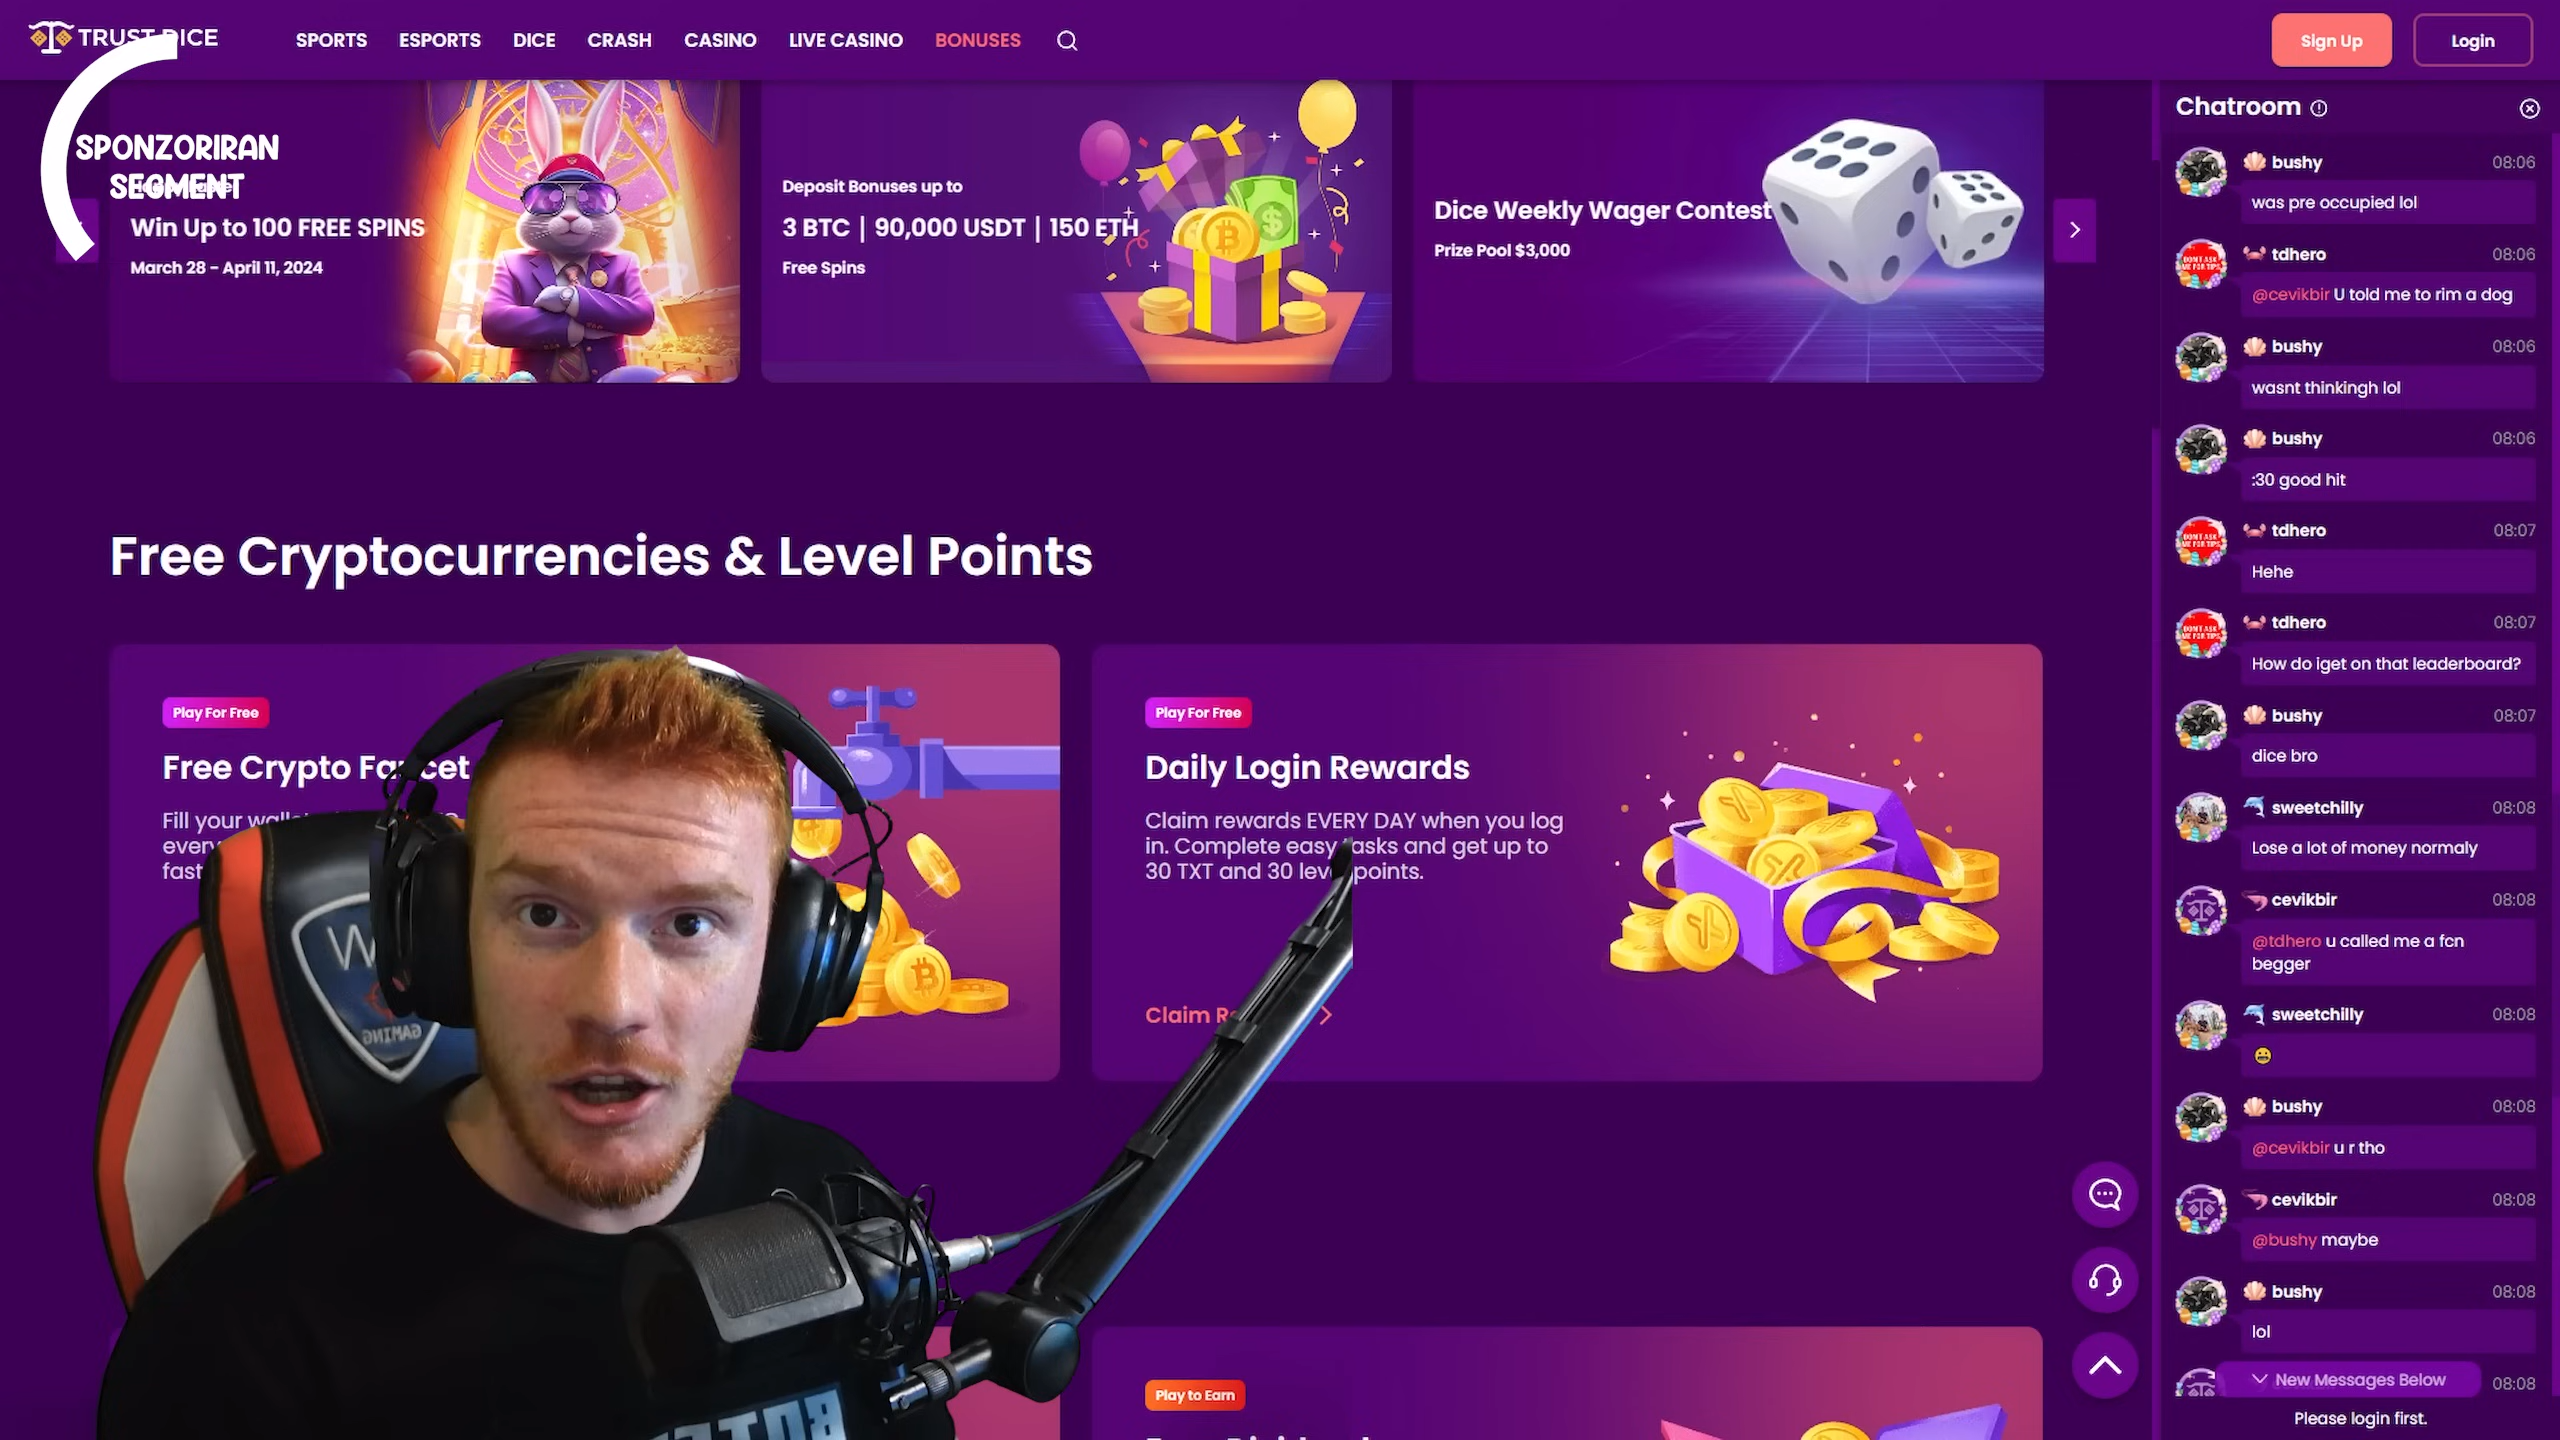 TRUST DICE
SPORTS
ESPORTS
DICE
CRASH
CASINO
LIVE CASINO
BONUSES
Sign Up
Login
SPONZORIRAN
SEGMENT
Win Up to 100 FREE SPINS
March 28 - April 11, 2024
Deposit Bonuses up to
3 BTC | 90,000 USDT | 150 ETH
Free Spins
Dice Weekly Wager Contest
Prize Pool $3,000
Free Cryptocurrencies & Level Points
Play For Free
Free Crypto Faucet
Fill your
fast
Play For Free
Daily Login Rewards
Claim rewards EVERY DAY when you log
in. Complete easy tasks and get up to
30 TXT and 30 level points.
Claim
Play to Earn
GAMING
Chatroom
bushy 08:06
was pre occupied lol
tdhero 08:06
@cevikbir U told me to rim a dog
bushy 08:06
wasnt thinkingh lol
bushy 08:06
:30 good hit
tdhero 08:07
Hehe
tdhero 08:07
How do iget on that leaderboard?
bushy 08:07
dice bro
sweetchilly 08:08
Lose a lot of money normaly
cevikbir 08:08
@tdhero u called me a fcn
begger
sweetchilly 08:08
bushy 08:08
@cevikbir u r tho
cevikbir 08:08
@bushy maybe
bushy 08:08
lol
New Messages Below
08:08
Please login first.